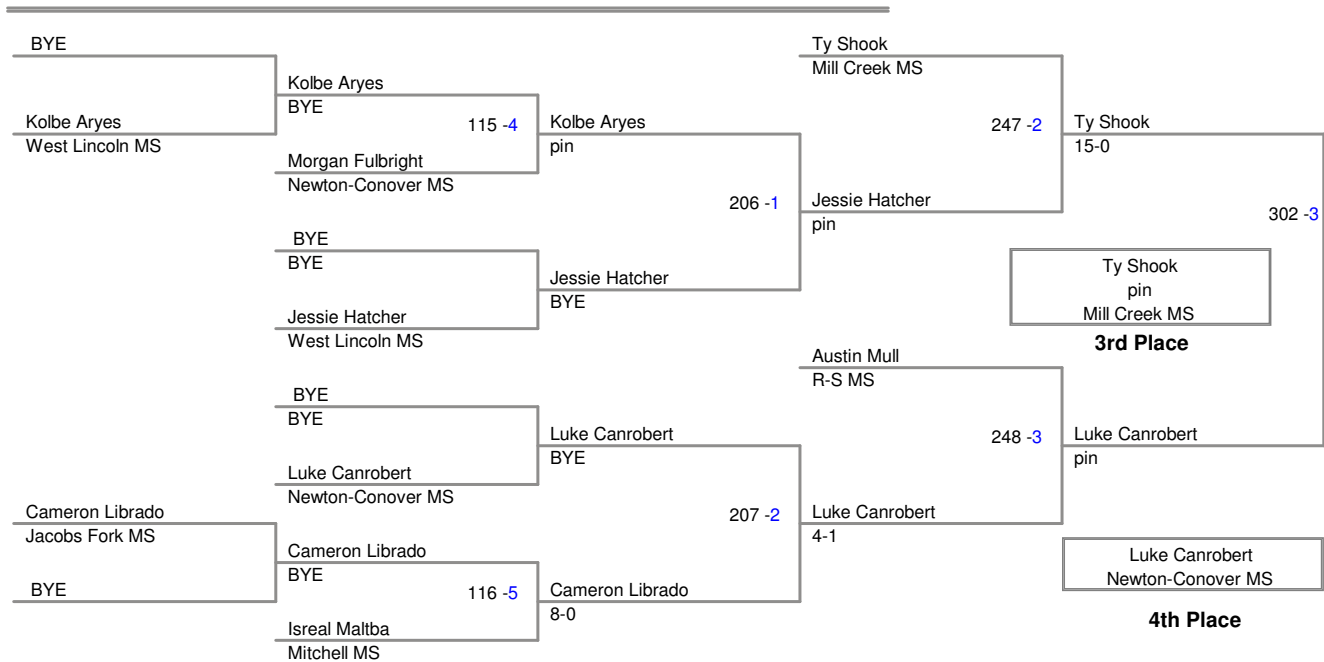 BYE
Kolbe Aryes
West Lincoln MS
Kolbe Aryes
BYE
115 -4
Morgan Fulbright
Newton-Conover MS
Kolbe Aryes
pin
BYE
BYE
Jessie Hatcher
West Lincoln MS
Jessie Hatcher
BYE
206 -1
Ty Shook
Mill Creek MS
Jessie Hatcher
pin
247 -2
Ty Shook
15-0
302 -3
Ty Shook
pin
Mill Creek MS
3rd Place
BYE
BYE
Luke Canrobert
Newton-Conover MS
Luke Canrobert
BYE
Cameron Librado
Jacobs Fork MS
BYE
Cameron Librado
BYE
116 -5
Isreal Maltba
Mitchell MS
Cameron Librado
8-0
207 -2
Austin Mull
R-S MS
Luke Canrobert
4-1
248 -3
Luke Canrobert
pin
Luke Canrobert
Newton-Conover MS
4th Place